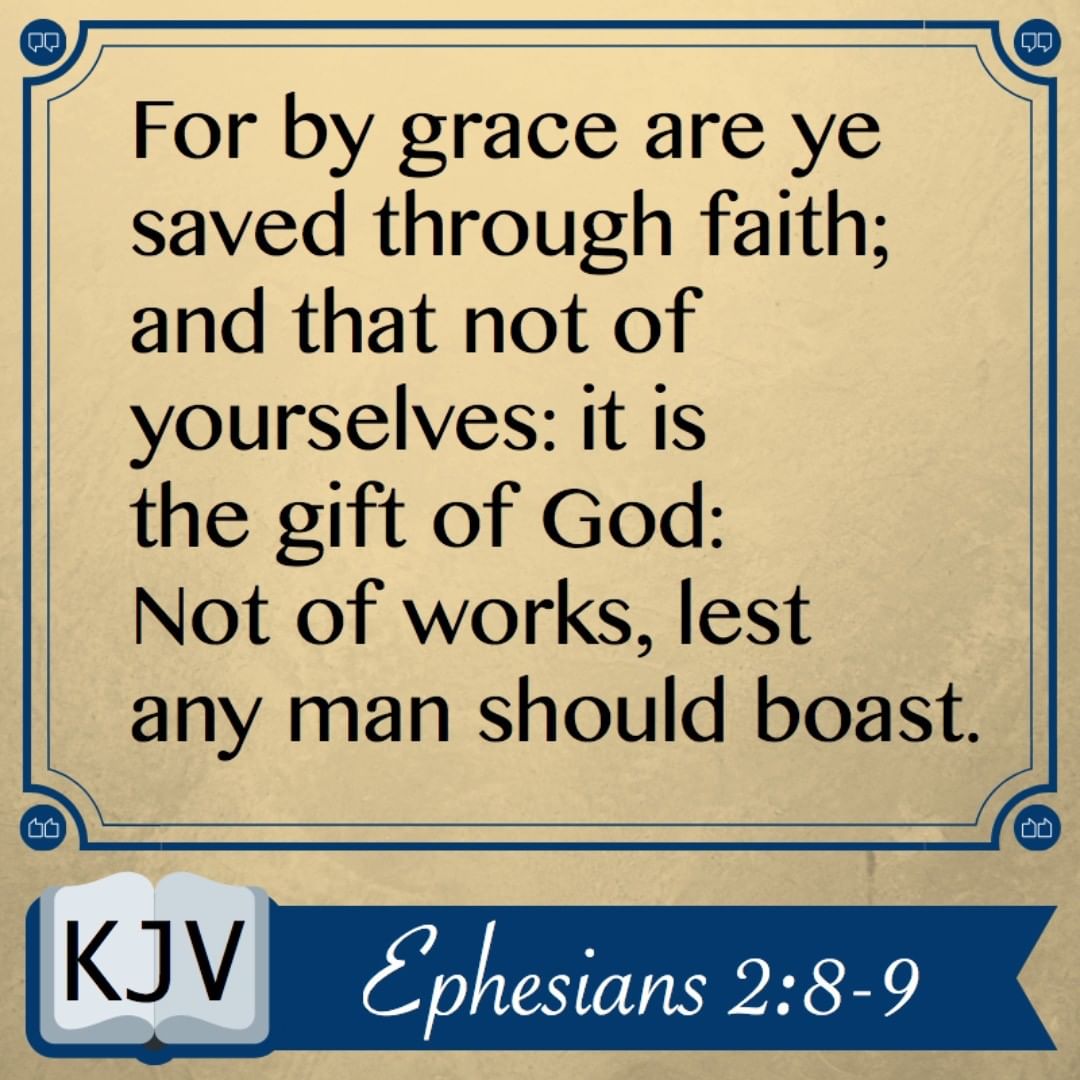 For by grace are ye
saved through faith;
and that not of
yourselves: it is
the gift of God:
Not of works, lest
any man should boast.
KJV
Ephesians 2:8-9